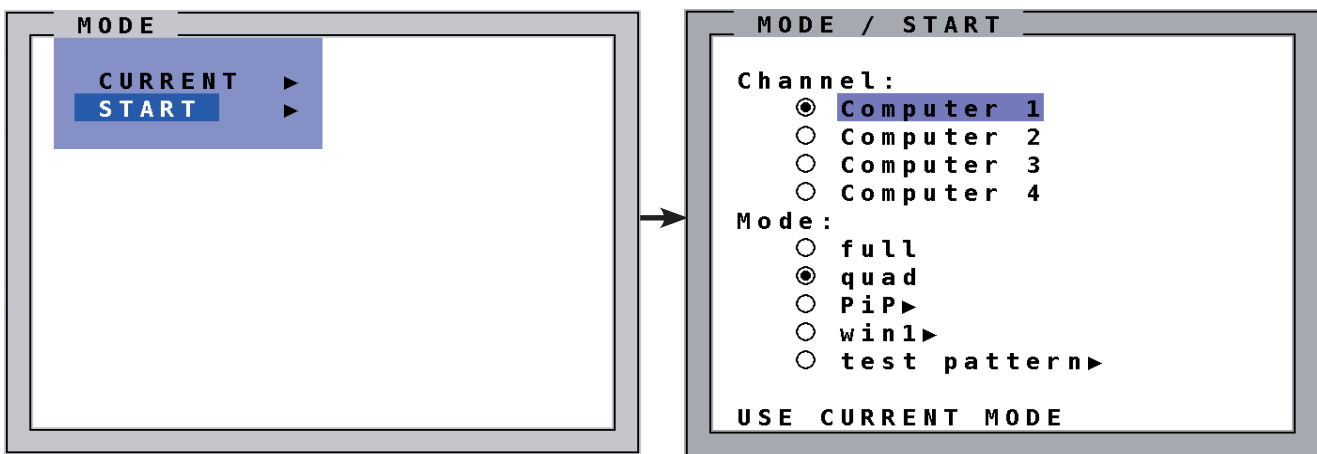 MODE
CURRENT ▶
START ▶
MODE / START
Channel:
Computer 1
Computer 2
Computer 3
Computer 4
Mode:
full
quad
PiP▶
win1▶
test pattern▶
USE CURRENT MODE